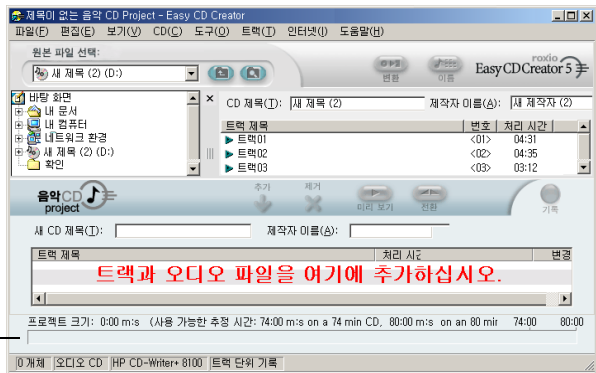 제목이 없는 음악 CD Project - Easy CD Creator
파일(F) 편집(E) 보기(V) CD(C) 도구(O) 트랙(T) 인터넷(I) 도움말(H)
원본 파일 선택:
새 제목 (2) (D:)
변환 이름
roxio
Easy CD Creator 5
바탕 화면
내 문서
내 컴퓨터
네트워크 환경
새 제목 (2) (D:)
확인
CD 제목(T): 새 제목 (2) 제작자 이름(A): 새 제작자 (2)
트랙 제목 번호 처리 시간
트랙01 <01> 04:31
트랙02 <02> 04:35
트랙03 <03> 03:12
음악CD
project
추가 제거 미리 보기 전환 기록
새 CD 제목(T): 제작자 이름(A):
트랙 제목 처리 시간 변경
트랙과 오디오 파일을 여기에 추가하십시오.
프로젝트 크기: 0:00 m:s (사용 가능한 추정 시간: 74:00 m:s on a 74 min CD, 80:00 m:s on an 80 min 74:00 80:00
0 개체 오디오 CD HP CD-Writer+ 8100 트랙 단위 기록